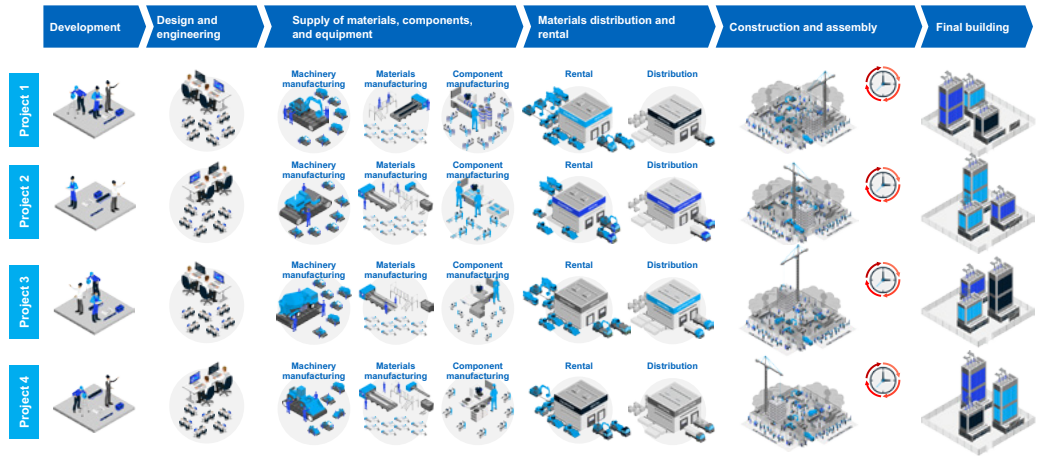 Development
Design and
engineering
Supply of materials, components,
and equipment
Materials distribution and
rental
Construction and assembly
Final building
Project 1
Machinery
manufacturing
Materials
manufacturing
Component
manufacturing
Rental
Distribution
Project 2
Machinery
manufacturing
Materials
manufacturing
Component
manufacturing
Rental
Distribution
Project 3
Machinery
manufacturing
Materials
manufacturing
Component
manufacturing
Rental
Distribution
Project 4
Machinery
manufacturing
Materials
manufacturing
Component
manufacturing
Rental
Distribution